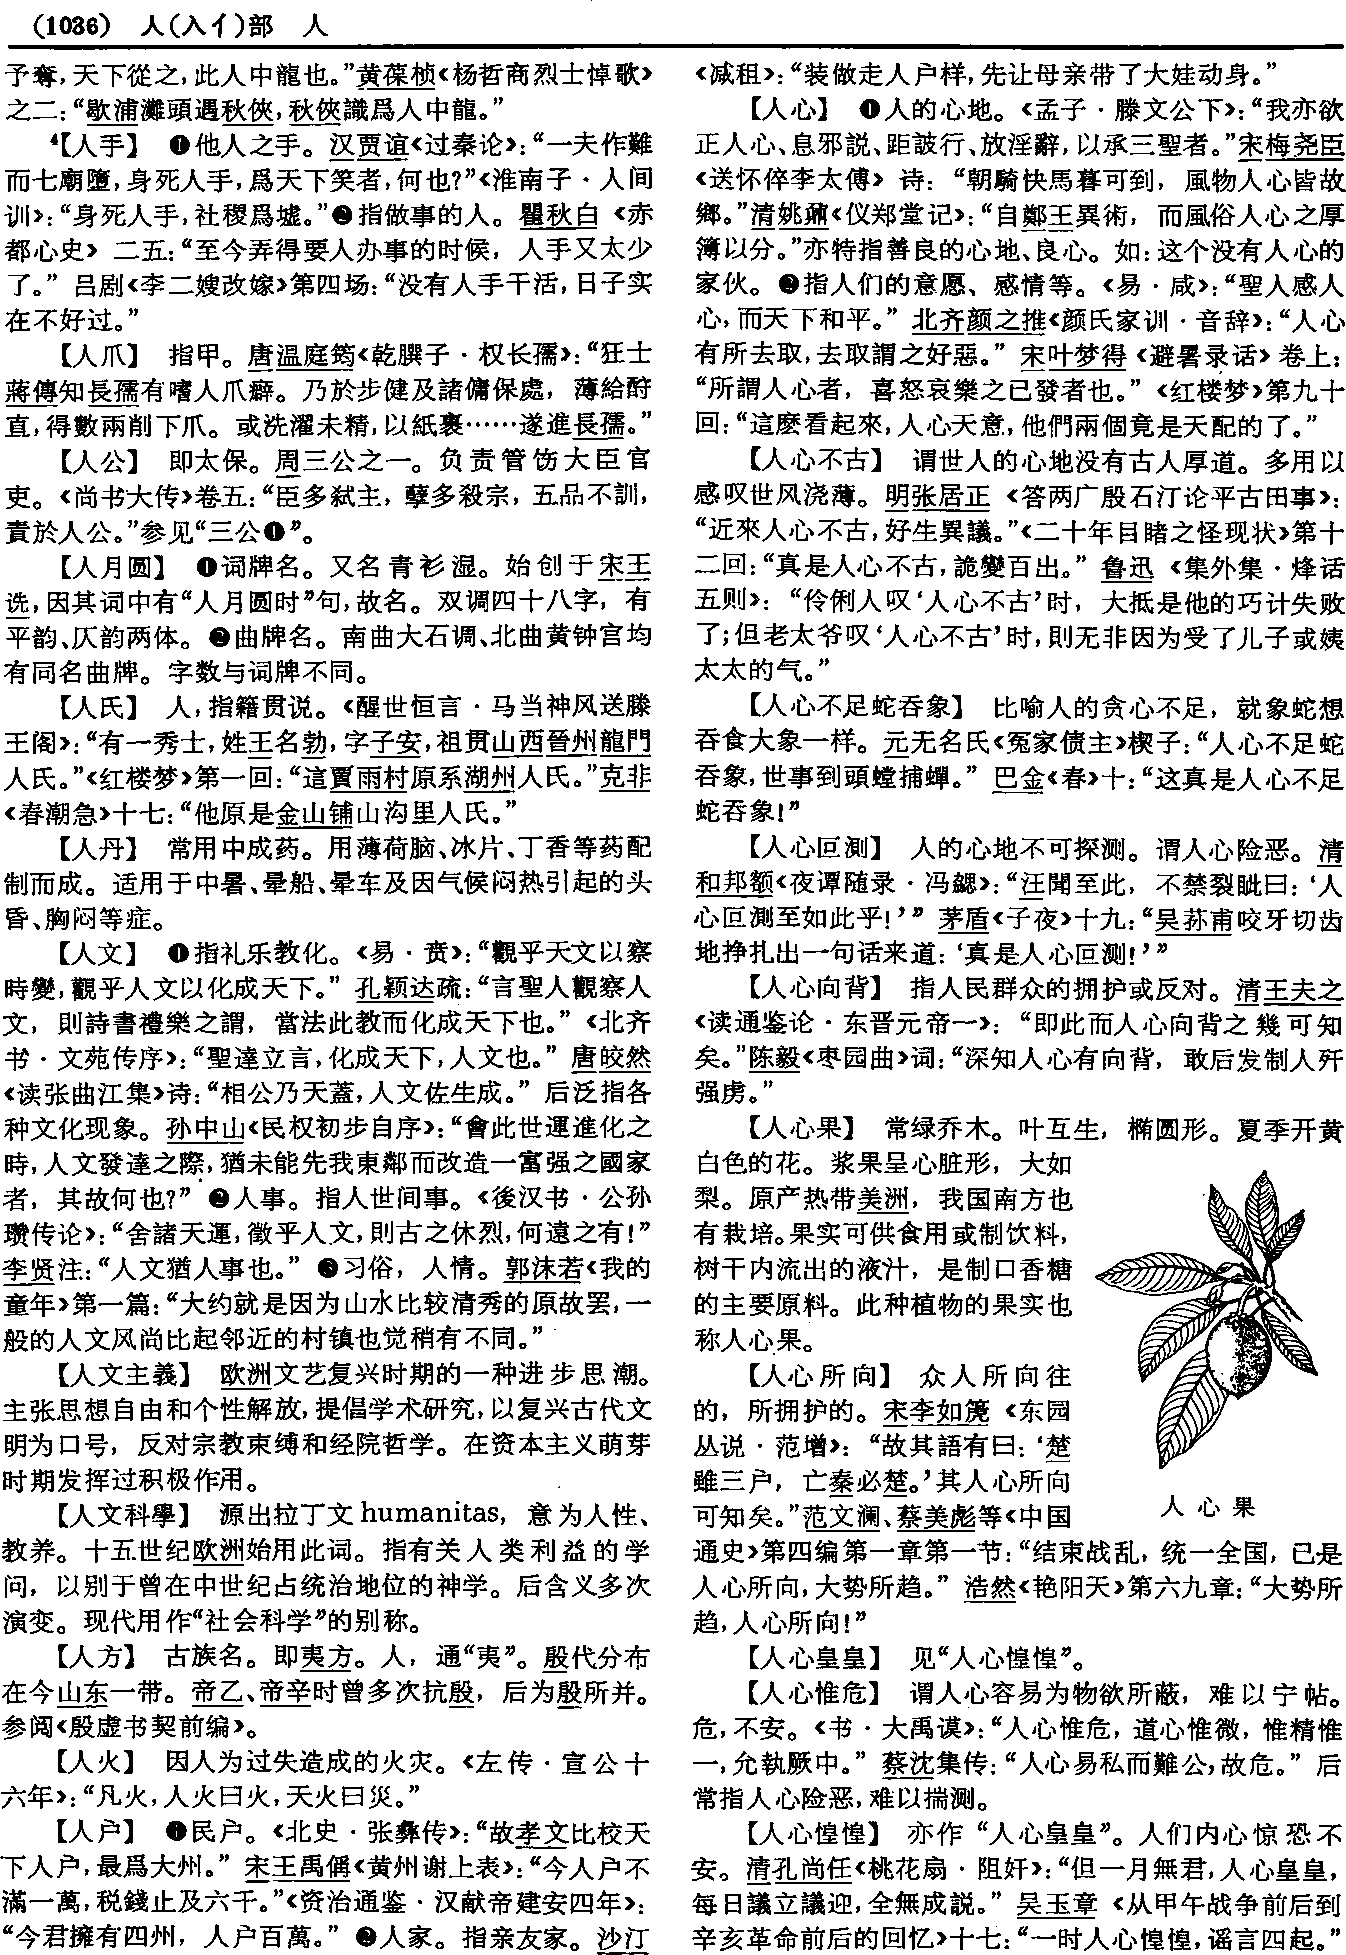 (1036) 人(入亻)部 人
予奪,天下從之,此人中龍也。”黄葆桢《杨哲商烈士悼歌》
之二:“歇浦灘頭遇秋俠,秋俠識爲人中龍。”
⁴【人手】 ❶他人之手。汉贾谊《过秦论》:“一夫作難
而七廟墮,身死人手,爲天下笑者,何也?”《淮南子·人间
训》:“身死人手,社稷爲墟。”❷指做事的人。瞿秋白《赤
都心史》二五:“至今弄得要人办事的时候,人手又太少
了。”吕剧《李二嫂改嫁》第四场:“没有人手干活,日子实
在不好过。”
【人爪】 指甲。唐温庭筠《乾𦠆子·权长孺》:“狂士
蔣傳知長孺有嗜人爪癖。乃於步健及諸傭保處,薄給酧
直,得數兩削下爪。或洗濯未精,以紙裹……遂進長孺。”
【人公】 即太保。周三公之一。负责管饬大臣官
吏。《尚书大传》卷五:“臣多弑主,孽多殺宗,五品不訓,
責於人公。”参见“三公❶”。
【人月圆】 ❶词牌名。又名青衫湿。始创于宋王
诜,因其词中有“人月圆时”句,故名。双调四十八字,有
平韵、仄韵两体。❷曲牌名。南曲大石调、北曲黄钟宫均
有同名曲牌。字数与词牌不同。
【人氏】 人,指籍贯说。《醒世恒言·马当神风送滕
王阁》:“有一秀士,姓王名勃,字子安,祖贯山西晉州龍門
人氏。”《红楼梦》第一回:“這賈雨村原系湖州人氏。”克非
《春潮急》十七:“他原是金山铺山沟里人氏。”
【人丹】 常用中成药。用薄荷脑、冰片、丁香等药配
制而成。适用于中暑、晕船、晕车及因气候闷热引起的头
昏、胸闷等症。
【人文】 ❶指礼乐教化。《易·贲》:“觀乎天文以察
時變,觀乎人文以化成天下。”孔颖达疏:“言聖人觀察人
文,則詩書禮樂之謂,當法此教而化成天下也。”《北齐
书·文苑传序》:“聖達立言,化成天下,人文也。”唐皎然
《读张曲江集》诗:“相公乃天蓋,人文佐生成。”后泛指各
种文化现象。孙中山《民权初步自序》:“會此世運進化之
時,人文發達之際,猶未能先我東鄰而改造一富强之國家
者,其故何也?”❷人事。指人世间事。《後汉书·公孙
瓒传论》:“舍諸天運,徵乎人文,則古之休烈,何遠之有!”
李贤注:“人文猶人事也。”❸习俗,人情。郭沫若《我的
童年》第一篇:“大约就是因为山水比较清秀的原故罢,一
般的人文风尚比起邻近的村镇也觉稍有不同。”
【人文主義】 欧洲文艺复兴时期的一种进步思潮。
主张思想自由和个性解放,提倡学术研究,以复兴古代文
明为口号,反对宗教束缚和经院哲学。在资本主义萌芽
时期发挥过积极作用。
【人文科學】 源出拉丁文humanitas,意为人性、
教养。十五世纪欧洲始用此词。指有关人类利益的学
问,以别于曾在中世纪占统治地位的神学。后含义多次
演变。现代用作“社会科学”的别称。
【人方】 古族名。即夷方。人,通“夷”。殷代分布
在今山东一带。帝乙、帝辛时曾多次抗殷,后为殷所并。
参阅《殷虚书契前编》。
【人火】 因人为过失造成的火灾。《左传·宣公十
六年》:“凡火,人火曰火,天火曰災。”
【人户】 ❶民户。《北史·张彝传》:“故孝文比校天
下人户,最爲大州。”宋王禹偁《黄州谢上表》:“今人户不
滿一萬,税錢止及六千。”《资治通鉴·汉献帝建安四年》:
“今君擁有四州,人户百萬。”❷人家。指亲友家。沙汀
《减租》:“装做走人户样,先让母亲带了大娃动身。”
【人心】 ❶人的心地。《孟子·滕文公下》:“我亦欲
正人心、息邪説、距詖行、放淫辭,以承三聖者。”宋梅尧臣
《送怀倅李太傅》诗:“朝騎快馬暮可到,風物人心皆故
鄉。”清姚鼐《仪郑堂记》:“自鄭王異術,而風俗人心之厚
簿以分。”亦特指善良的心地、良心。如:这个没有人心的
家伙。❷指人们的意愿、感情等。《易·咸》:“聖人感人
心,而天下和平。”北齐颜之推《颜氏家训·音辞》:“人心
有所去取,去取謂之好惡。”宋叶梦得《避暑录话》卷上:
“所謂人心者,喜怒哀樂之已發者也。”《红楼梦》第九十
回:“這麽看起來,人心天意,他們兩個竟是天配的了。”
【人心不古】 谓世人的心地没有古人厚道。多用以
感叹世风浇薄。明张居正《答两广殷石汀论平古田事》:
“近來人心不古,好生異議。”《二十年目睹之怪现状》第十
二回:“真是人心不古,詭變百出。”鲁迅《集外集·烽话
五则》:“伶俐人叹‘人心不古’时,大抵是他的巧计失败
了;但老太爷叹‘人心不古’时,則无非因为受了儿子或姨
太太的气。”
【人心不足蛇吞象】 比喻人的贪心不足,就象蛇想
吞食大象一样。元无名氏《冤家债主》楔子:“人心不足蛇
吞象,世事到頭螳捕蟬。”巴金《春》十:“这真是人心不足
蛇吞象!”
【人心叵測】 人的心地不可探测。谓人心险恶。清
和邦额《夜谭随录·冯勰》:“汪聞至此,不禁裂眦曰:‘人
心叵測至如此乎!’”茅盾《子夜》十九:“吴荪甫咬牙切齿
地挣扎出一句话来道:‘真是人心叵测!’”
【人心向背】 指人民群众的拥护或反对。清王夫之
《读通鉴论·东晋元帝一》:“即此而人心向背之幾可知
矣。”陈毅《枣园曲》词:“深知人心有向背,敢后发制人歼
强虏。”
【人心果】 常绿乔木。叶互生,椭圆形。夏季开黄
白色的花。浆果呈心脏形,大如
梨。原产热带美洲,我国南方也
有栽培。果实可供食用或制饮料,
树干内流出的液汁,是制口香糖
的主要原料。此种植物的果实也
称人心果。
【人心所向】 众人所向往
的,所拥护的。宋李如篪《东园
丛说·范增》:“故其語有曰:‘楚
雖三户,亡秦必楚。’其人心所向
可知矣。”范文澜、蔡美彪等《中国
人心果
通史》第四编第一章第一节:“结束战乱,统一全国,已是
人心所向,大势所趋。”浩然《艳阳天》第六九章:“大势所
趋,人心所向!”
【人心皇皇】 见“人心惶惶”。
【人心惟危】 谓人心容易为物欲所蔽,难以宁帖。
危,不安。《书·大禹谟》:“人心惟危,道心惟微,惟精惟
一,允執厥中。”蔡沈集传:“人心易私而難公,故危。”后
常指人心险恶,难以揣测。
【人心惶惶】 亦作“人心皇皇”。人们内心惊恐不
安。清孔尚任《桃花扇·阻奸》:“但一月無君,人心皇皇,
每日議立議迎,全無成説。”吴玉章《从甲午战争前后到
辛亥革命前后的回忆》十七:“一时人心惶惶,谣言四起。”